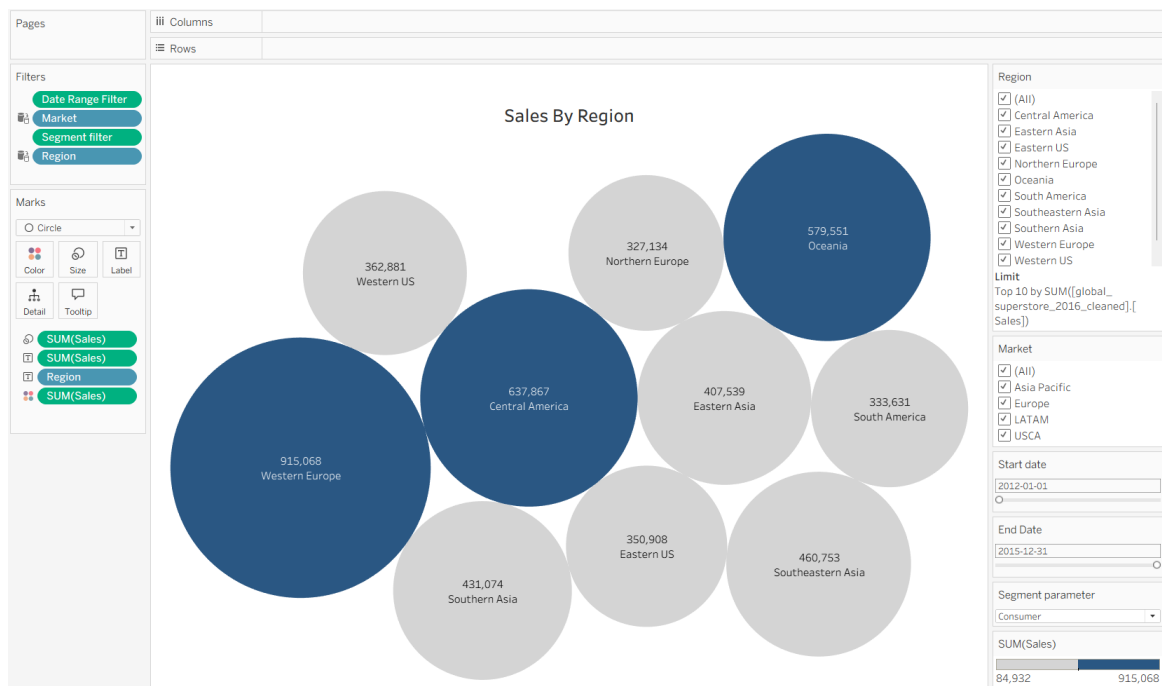 Pages
Columns
Rows
Filters
Date Range Filter
Market
Segment filter
Region
Marks
Circle
Color
Size
Label
Detail
Tooltip
SUM(Sales)
SUM(Sales)
Region
SUM(Sales)
Sales By Region
579,551
Oceania
327,134
Northern Europe
362,881
Western US
637,867
Central America
407,539
Eastern Asia
333,631
South America
915,068
Western Europe
350,908
Eastern US
460,753
Southeastern Asia
431,074
Southern Asia
Region
(All)
Central America
Eastern Asia
Eastern US
Northern Europe
Oceania
South America
Southeastern Asia
Southern Asia
Western Europe
Western US
Limit
Top 10 by SUM([global_
superstore_2016_cleaned].[
Sales])
Market
(All)
Asia Pacific
Europe
LATAM
USCA
Start date
2012-01-01
End Date
2015-12-31
Segment parameter
Consumer
SUM(Sales)
84,932 915,068